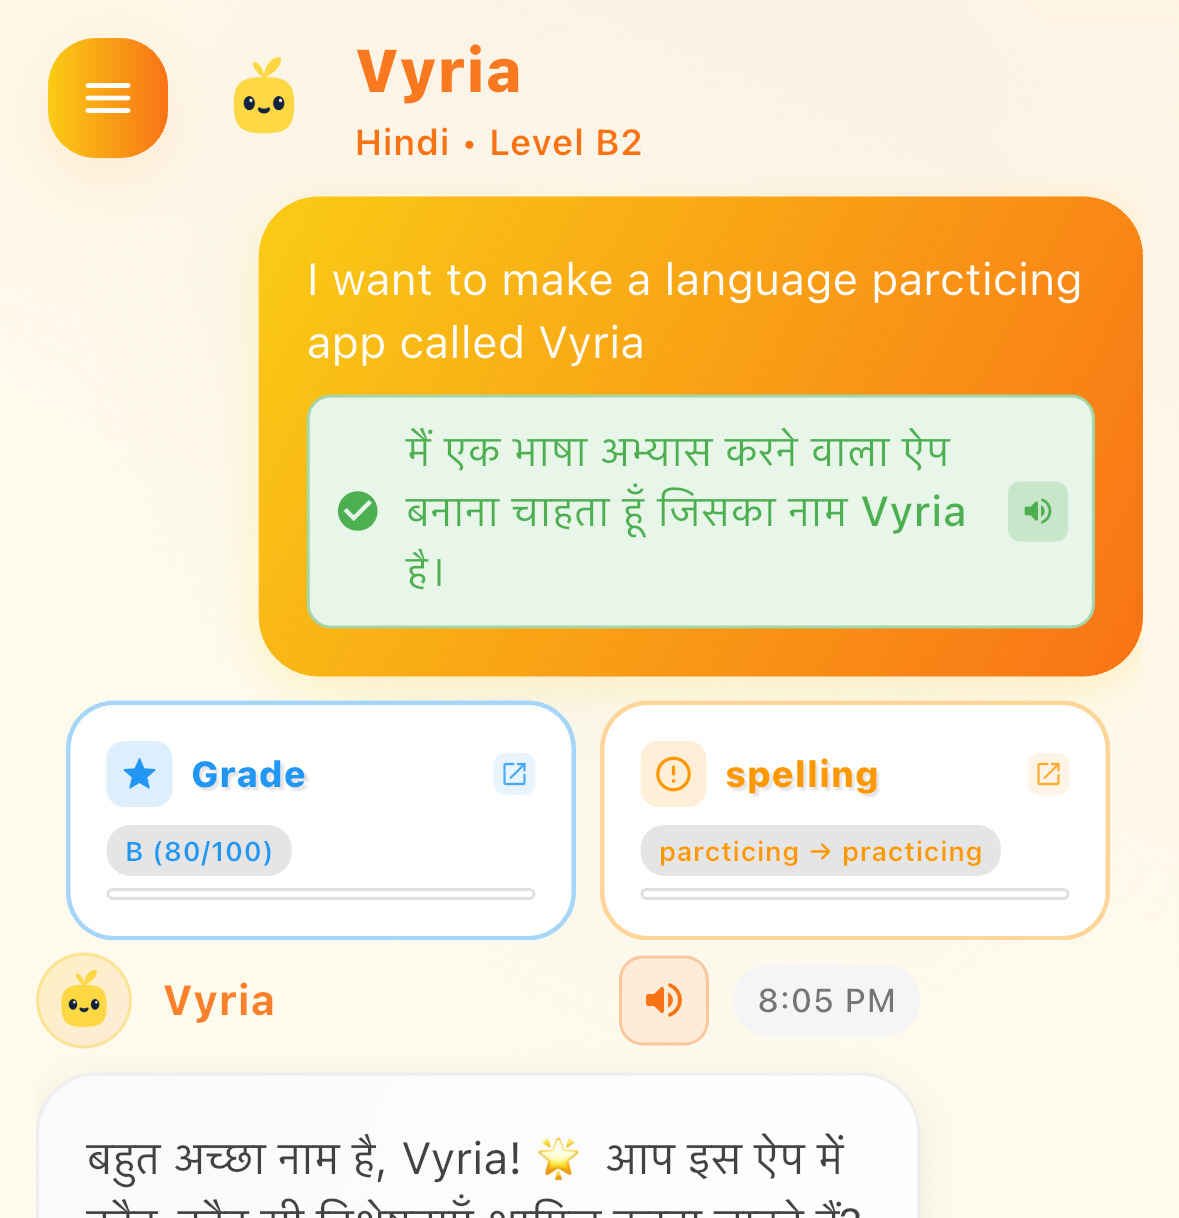 Vyria
Hindi • Level B2
I want to make a language parcticing
app called Vyria
मैं एक भाषा अभ्यास करने वाला ऐप
बनाना चाहता हूँ जिसका नाम Vyria
है।
Grade
B (80/100)
spelling
parcticing → practicing
Vyria
8:05 PM
बहुत अच्छा नाम है, Vyria! 🌟 आप इस ऐप में